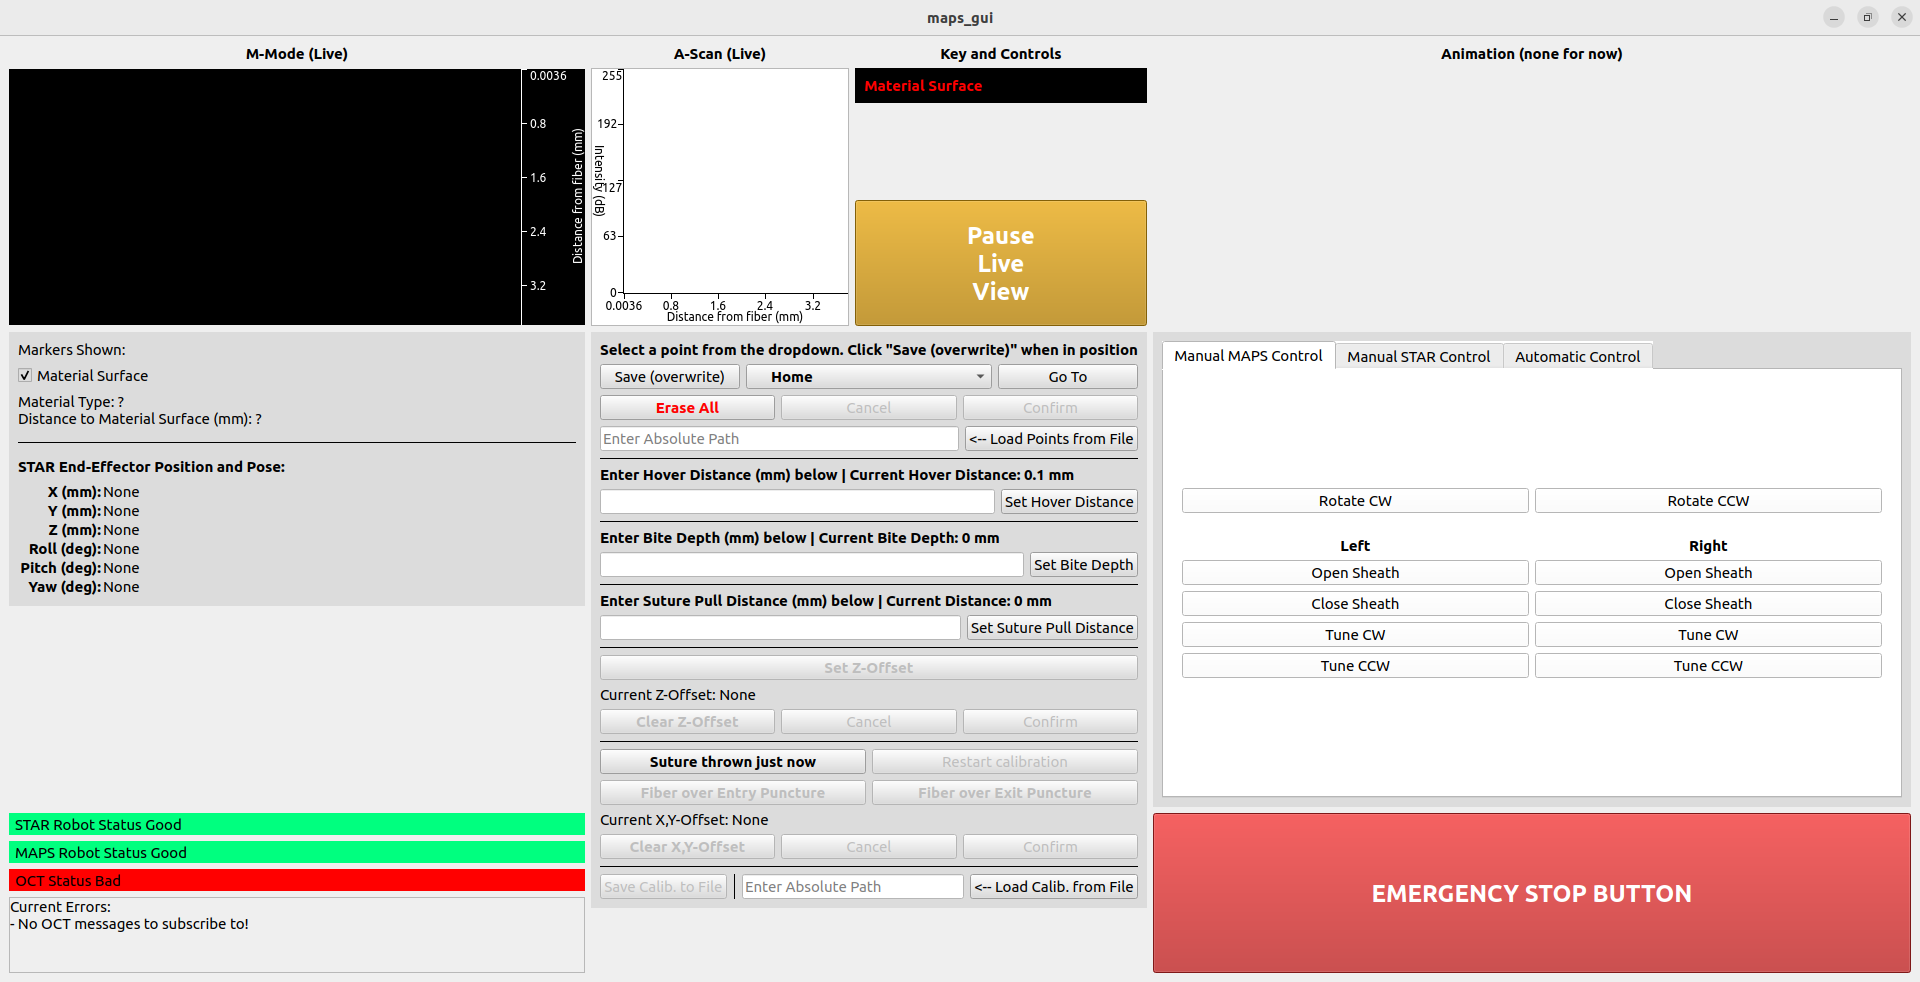 maps_gui
M-Mode (Live)
0.0036
0.8
1.6
2.4
3.2
Distance from fiber (mm)
A-Scan (Live)
255
192
127
63
0
Intensity (dB)
0.0036 0.8 1.6 2.4 3.2
Distance from fiber (mm)
Key and Controls
Material Surface
Pause
Live
View
Animation (none for now)
Markers Shown:
Material Surface
Material Type: ?
Distance to Material Surface (mm): ?
STAR End-Effector Position and Pose:
X (mm): None
Y (mm): None
Z (mm): None
Roll (deg): None
Pitch (deg): None
Yaw (deg): None
STAR Robot Status Good
MAPS Robot Status Good
OCT Status Bad
Current Errors:
- No OCT messages to subscribe to!
Select a point from the dropdown. Click "Save (overwrite)" when in position
Save (overwrite) Home Go To
Erase All Cancel Confirm
Enter Absolute Path <-- Load Points from File
Enter Hover Distance (mm) below | Current Hover Distance: 0.1 mm
Set Hover Distance
Enter Bite Depth (mm) below | Current Bite Depth: 0 mm
Set Bite Depth
Enter Suture Pull Distance (mm) below | Current Distance: 0 mm
Set Suture Pull Distance
Set Z-Offset
Current Z-Offset: None
Clear Z-Offset Cancel Confirm
Suture thrown just now Restart calibration
Fiber over Entry Puncture Fiber over Exit Puncture
Current X,Y-Offset: None
Clear X,Y-Offset Cancel Confirm
Save Calib. to File Enter Absolute Path <-- Load Calib. from File
Manual MAPS Control Manual STAR Control Automatic Control
Rotate CW Rotate CCW
Left Right
Open Sheath Open Sheath
Close Sheath Close Sheath
Tune CW Tune CW
Tune CCW Tune CCW
EMERGENCY STOP BUTTON